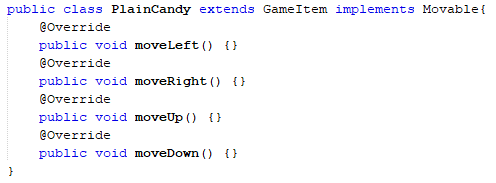 public class PlainCandy extends GameItem implements Movable{
    @Override
    public void moveLeft() {}
    @Override
    public void moveRight() {}
    @Override
    public void moveUp() {}
    @Override
    public void moveDown() {}
}